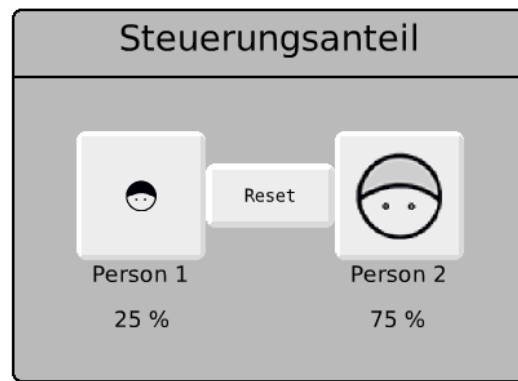 Steuerungsanteil
Reset
Person 1
Person 2
25 %
75 %